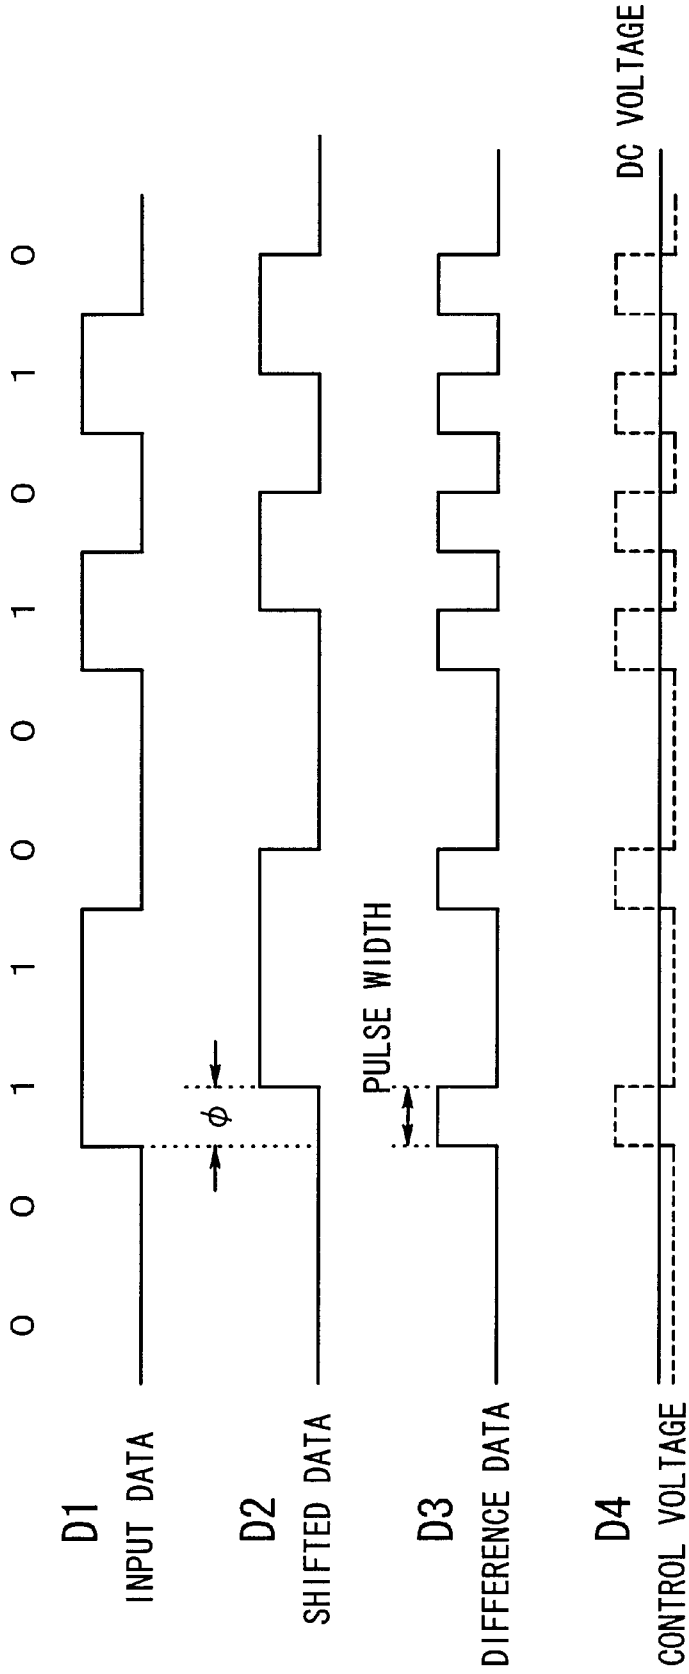 0 0 1 1 0 0 1 0 1 0
D1
INPUT DATA
φ
D2
SHIFTED DATA
PULSE WIDTH
D3
DIFFERENCE DATA
DC VOLTAGE
D4
CONTROL VOLTAGE